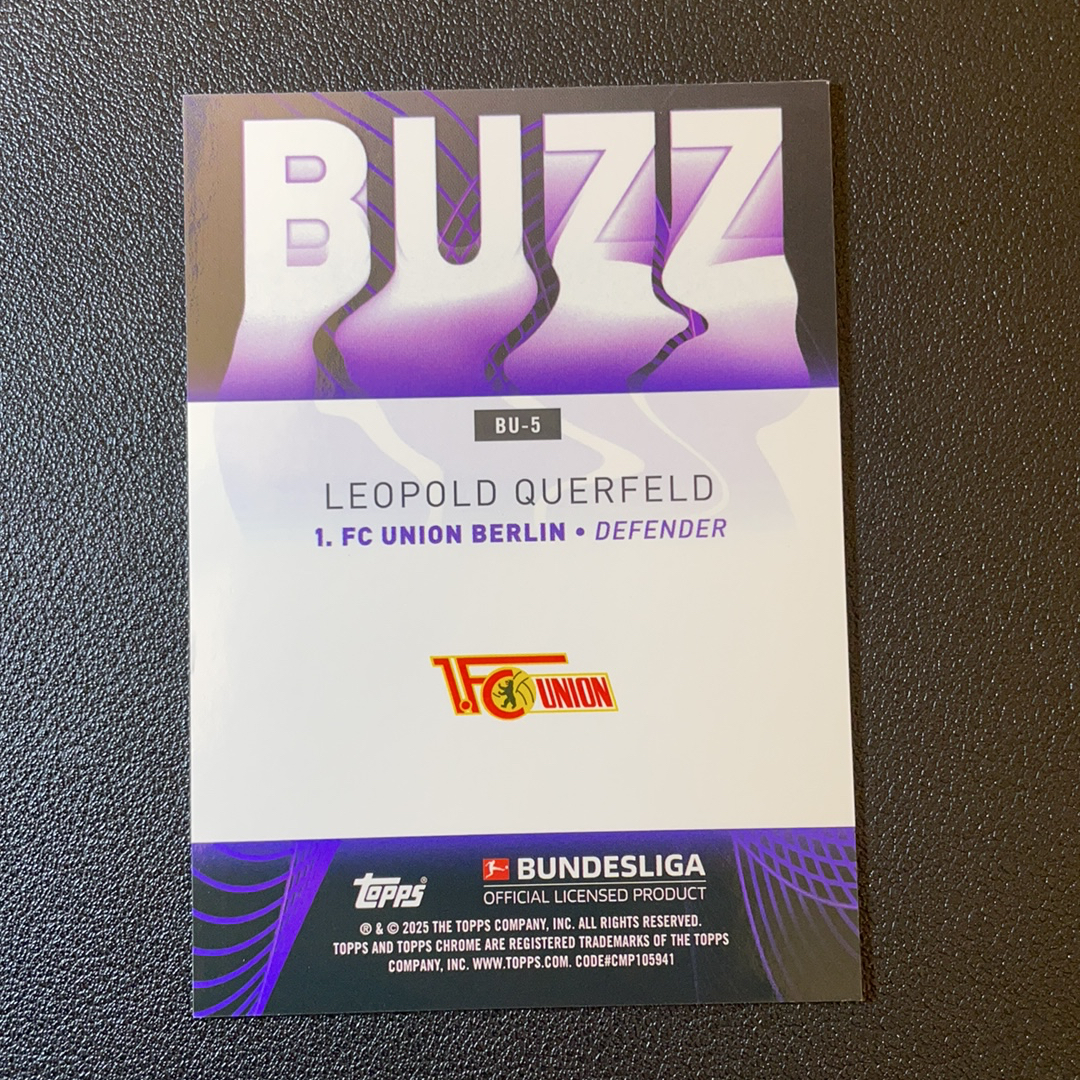 BUZZ
BU-5
LEOPOLD QUERFELD
1. FC UNION BERLIN • DEFENDER
1.FC UNION
TOPPS®
BUNDESLIGA
OFFICIAL LICENSED PRODUCT
® & © 2025 THE TOPPS COMPANY, INC. ALL RIGHTS RESERVED.
TOPPS AND TOPPS CHROME ARE REGISTERED TRADEMARKS OF THE TOPPS
COMPANY, INC. WWW.TOPPS.COM. CODE#CMP105941